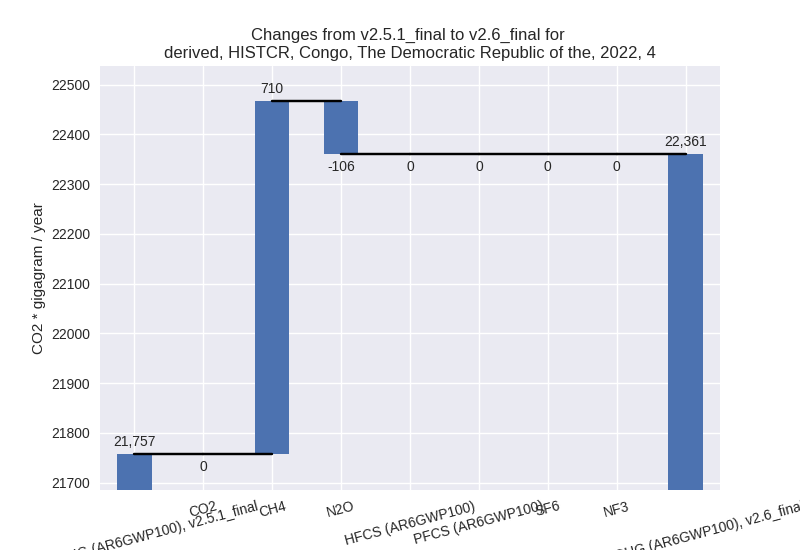 Changes from v2.5.1_final to v2.6_final for
derived, HISTCR, Congo, The Democratic Republic of the, 2022, 4
CO2 * gigagram / year
22500
22400
22300
22200
22100
22000
21900
21800
21700
21,757
0
710
-106
0
0
0
0
22,361
(AR6GWP100), v2.5.1_final
CO2
CH4
N2O
HFCS (AR6GWP100)
PFCS (AR6GWP100)
SF6
NF3
(AR6GWP100), v2.6_final